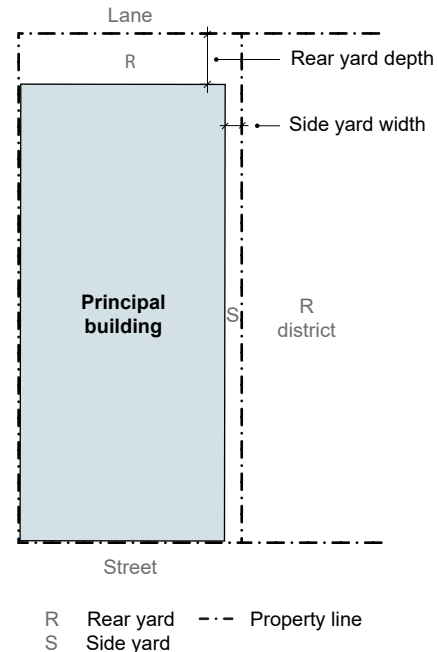 Lane
R
Rear yard depth
Side yard width
Principal
building
S
R
district
Street
R Rear yard Property line
S Side yard